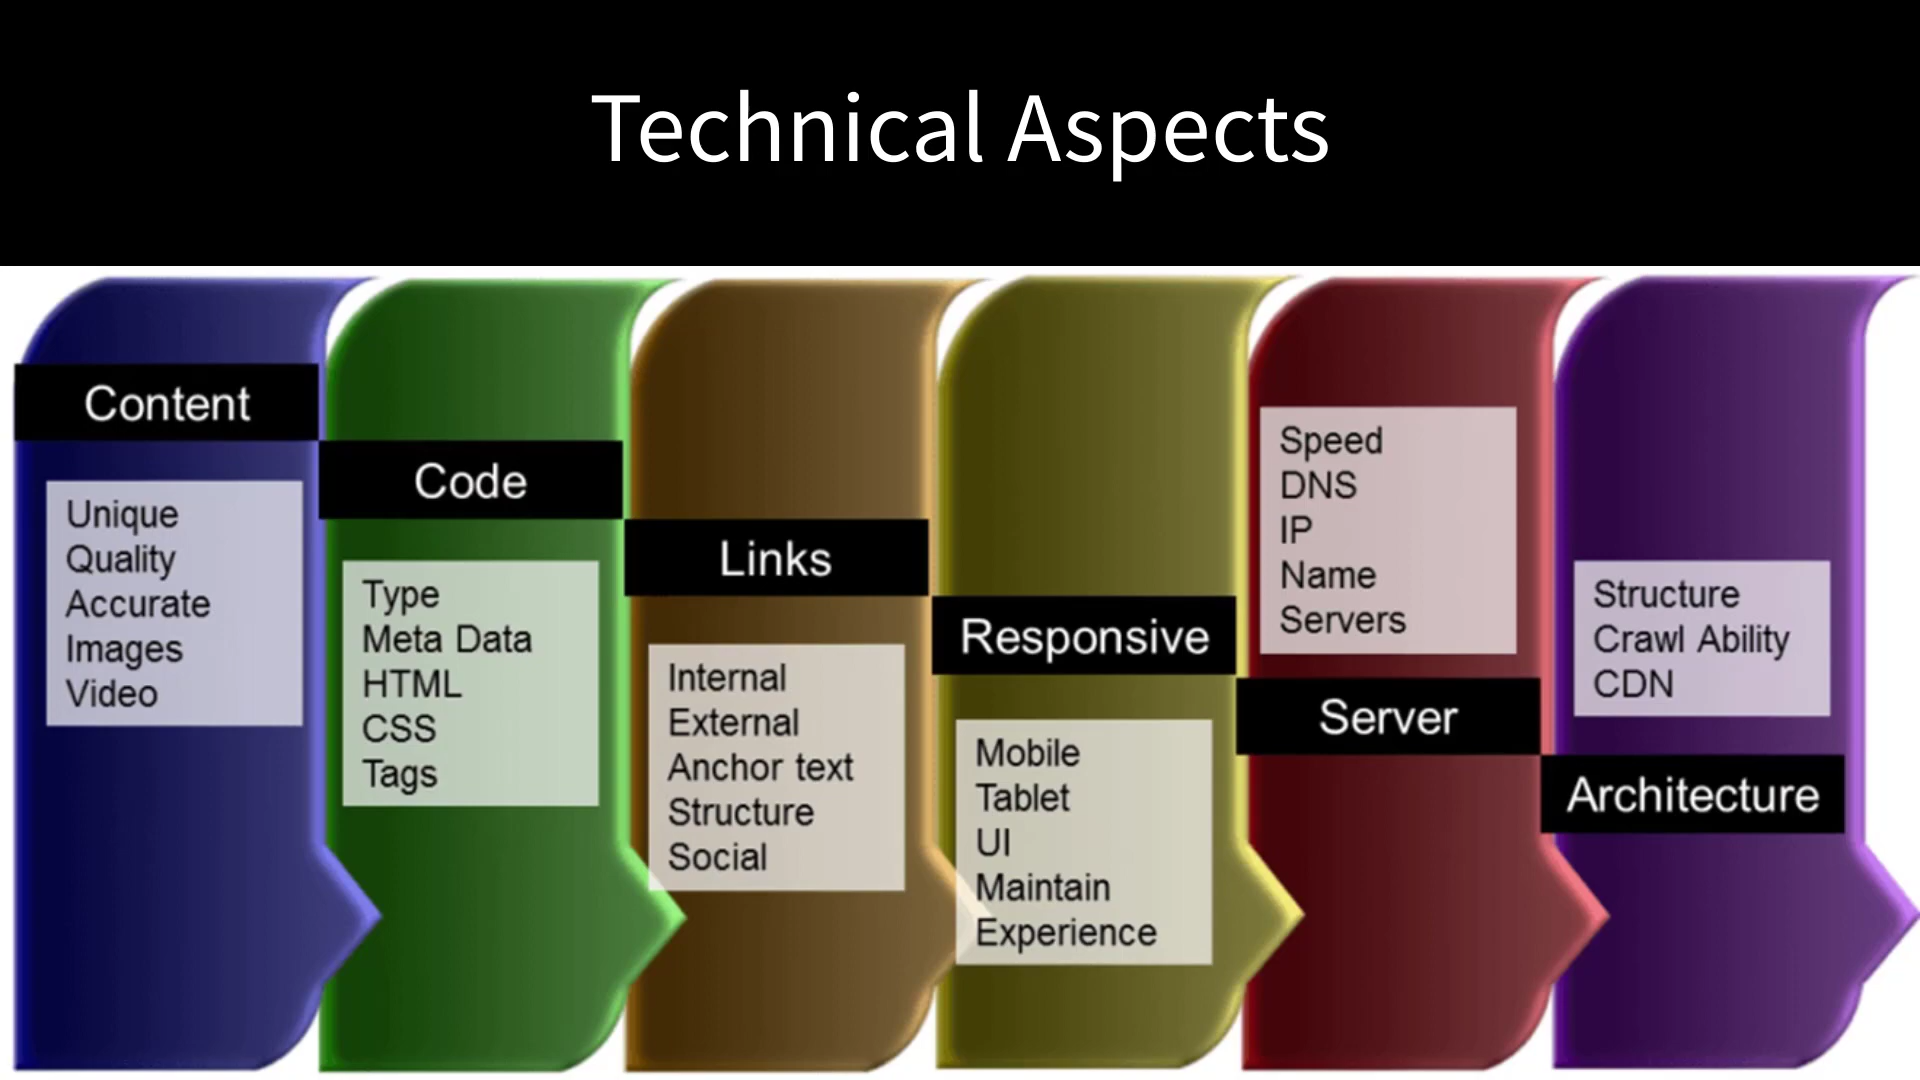 Technical Aspects
Content
Unique
Quality
Accurate
Images
Video
Code
Type
Meta Data
HTML
CSS
Tags
Links
Internal
External
Anchor text
Structure
Social
Responsive
Mobile
Tablet
UI
Maintain
Experience
Speed
DNS
IP
Name
Servers
Server
Structure
Crawl Ability
CDN
Architecture